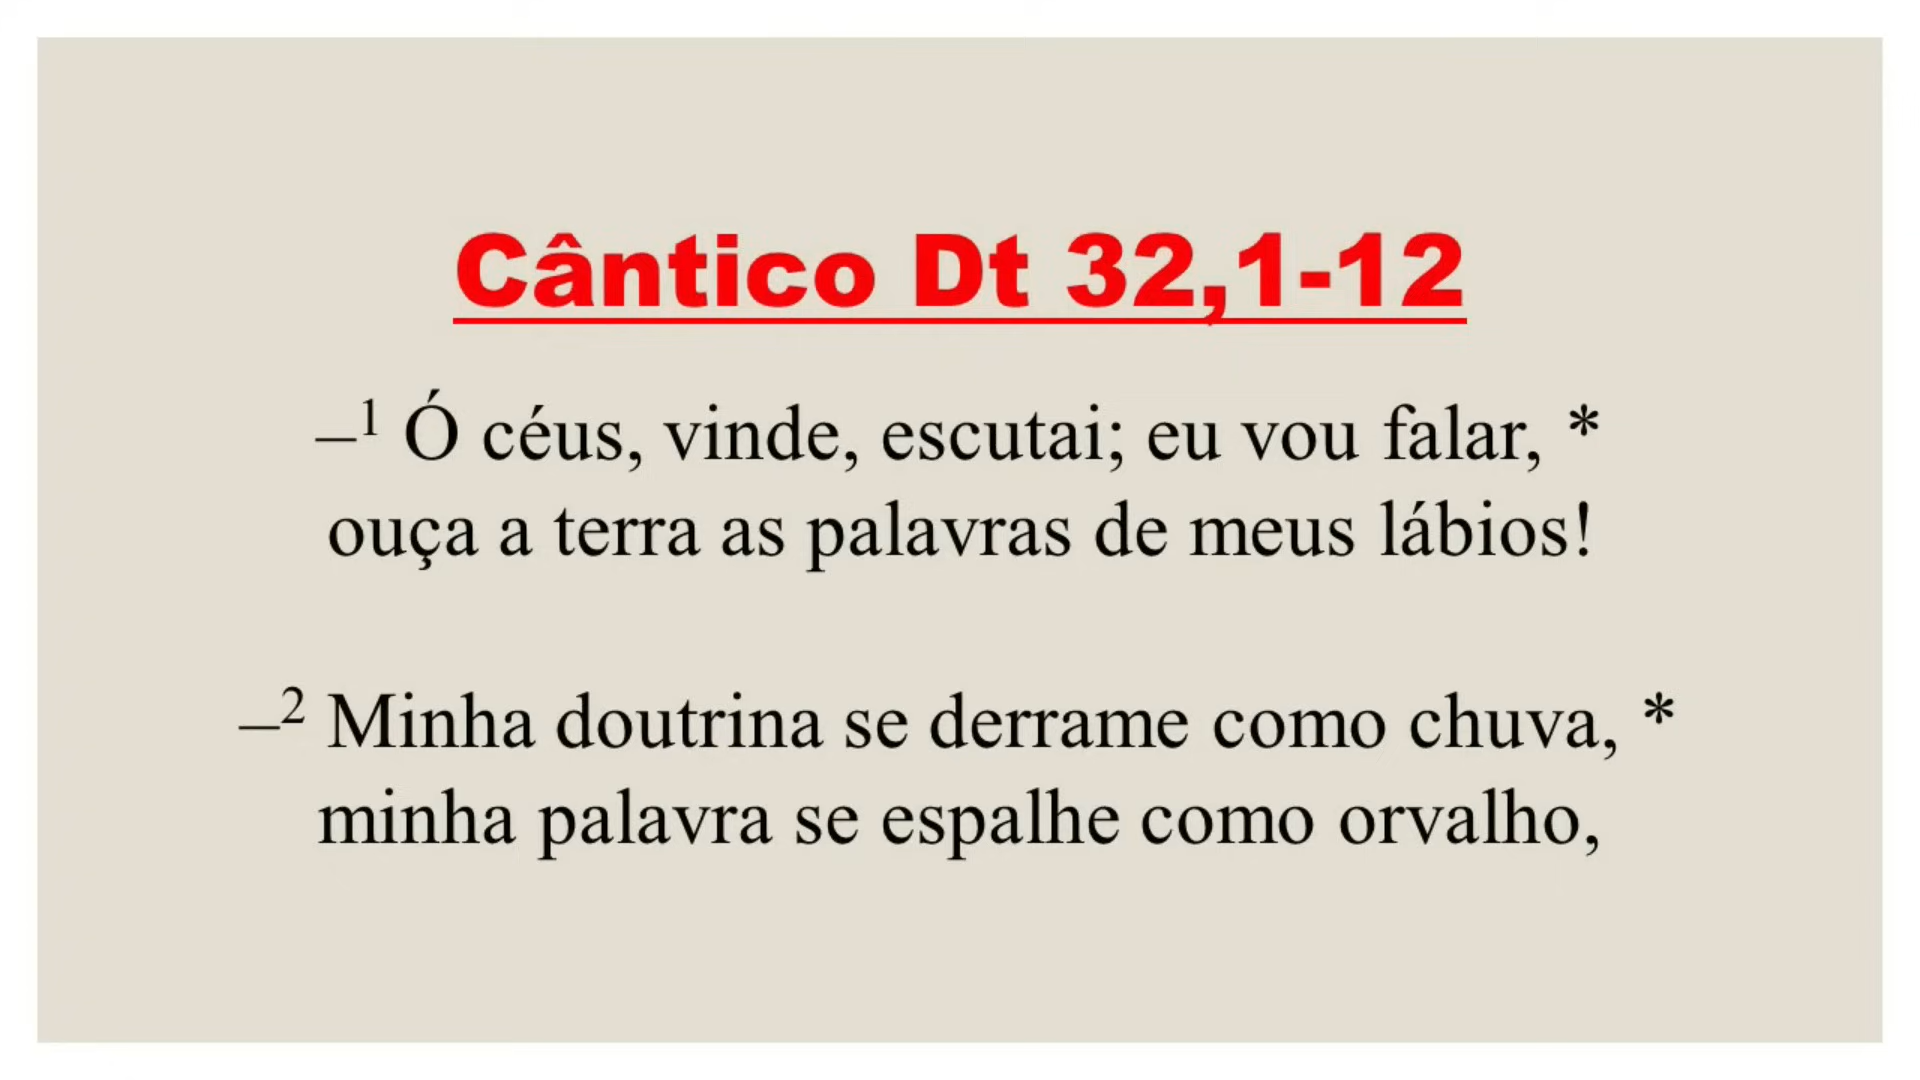 Cântico Dt 32,1-12
–¹ Ó céus, vinde, escutai; eu vou falar, *
ouça a terra as palavras de meus lábios!
–² Minha doutrina se derrame como chuva, *
minha palavra se espalhe como orvalho,